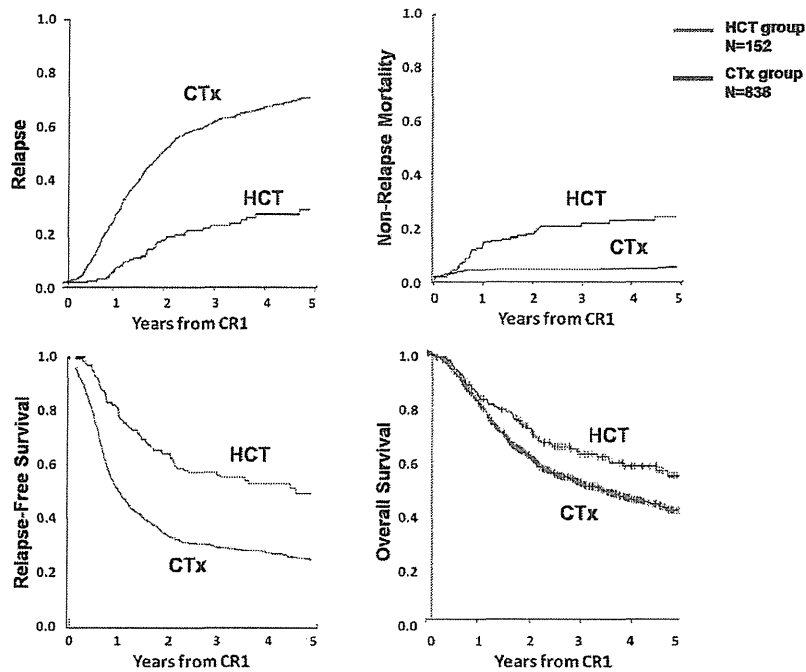 Relapse
1.0
0.8
0.6
0.4
0.2
0.0
CTx
HCT
0 1 2 3 4 5
Years from CR1
Non-Relapse Mortality
1.0
0.8
0.6
0.4
0.2
0.0
HCT
CTx
0 1 2 3 4 5
Years from CR1
HCT group
N=152
CTx group
N=838
Relapse-Free Survival
1.0
0.8
0.6
0.4
0.2
0.0
HCT
CTx
0 1 2 3 4 5
Years from CR1
Overall Survival
1.0
0.8
0.6
0.4
0.2
0.0
HCT
CTx
0 1 2 3 4 5
Years from CR1